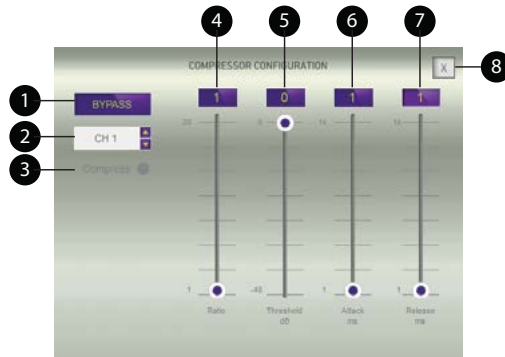 4 5 6 7
COMPRESSOR CONFIGURATION
X 8
1 BYPASS 1 0 1 1
2 CH 1
20 0 14 14
3 Compress
1 -48 1 1
Ratio Threshold dB Attack ms Release ms